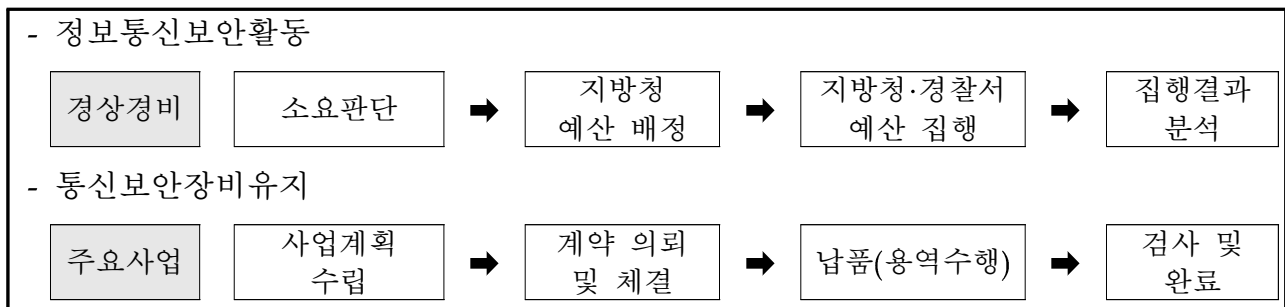 - 정보통신보안활동
경상경비 소요판단 ➡ 지방청 예산 배정 ➡ 지방청·경찰서 예산 집행 ➡ 집행결과 분석
- 통신보안장비유지
주요사업 사업계획 수립 ➡ 계약 의뢰 및 체결 ➡ 납품(용역수행) ➡ 검사 및 완료